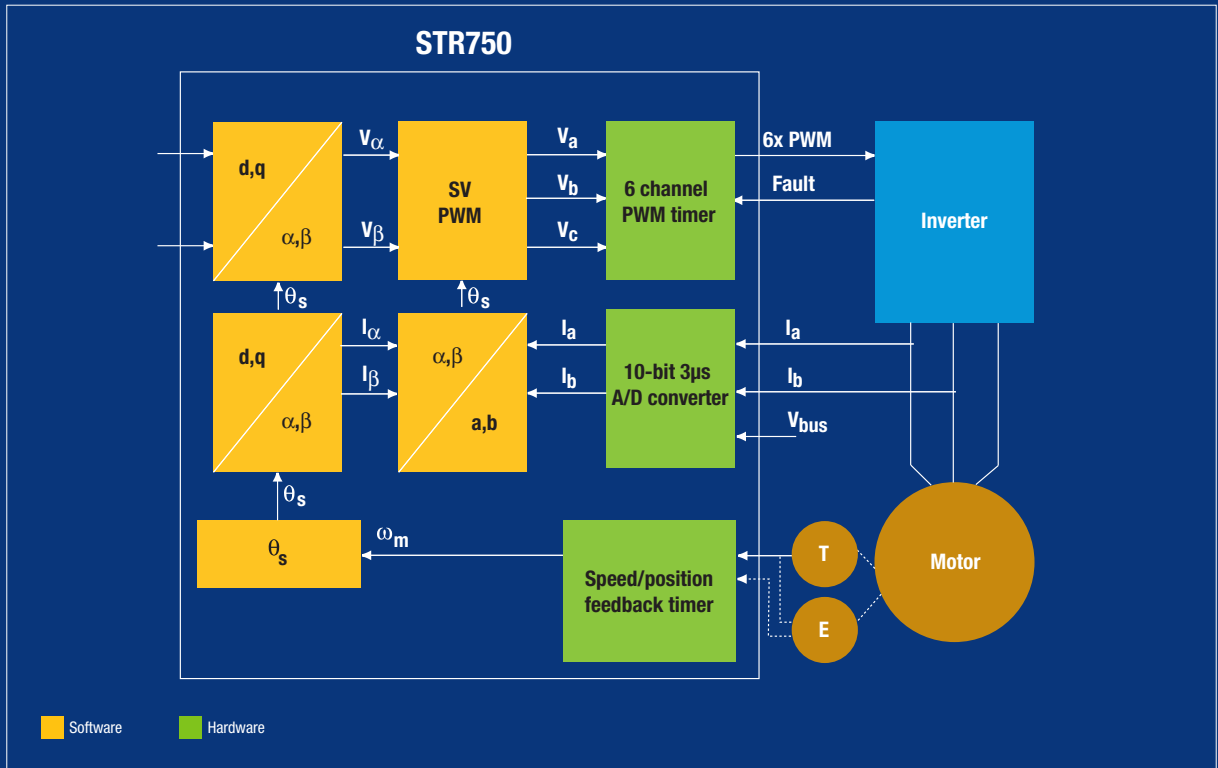 STR750
d,q
α,β
Vα
Vβ
SV
PWM
Va
Vb
Vc
6 channel
PWM timer
6x PWM
Fault
Inverter
θs
θs
d,q
α,β
Iα
Iβ
α,β
a,b
Ia
Ib
10-bit 3µs
A/D converter
Ia
Ib
Vbus
θs
θs
ωm
Speed/position
feedback timer
T
E
Motor
Software
Hardware